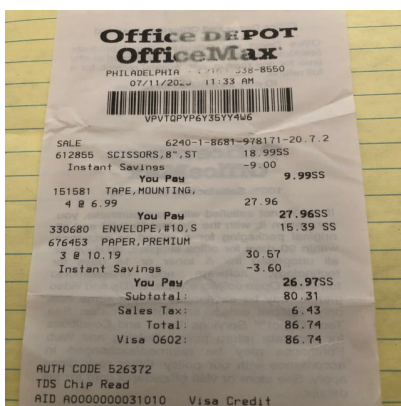 Office DEPOT
OfficeMax
PHILADELPHIA 338-8550
11:33 AM
VPVTQPYP6Y35YY4W6
SALE 6240-1-8681-978171-20.7.2
612855 SCISSORS,8",ST 18.99SS
Instant Savings -9.00
You Pay 9.99SS
151581 TAPE,MOUNTING,
4 @ 6.99 27.96
You Pay 27.96SS
330680 ENVELOPE,#10,S 15.39 SS
676453 PAPER,PREMIUM
3 @ 10.19 30.57
Instant Savings -3.60
You Pay 26.97SS
Subtotal: 80.31
Sales Tax: 6.43
Total: 86.74
Visa 0602: 86.74
AUTH CODE 526372
TDS Chip Read
AID A0000000031010 Visa Credit